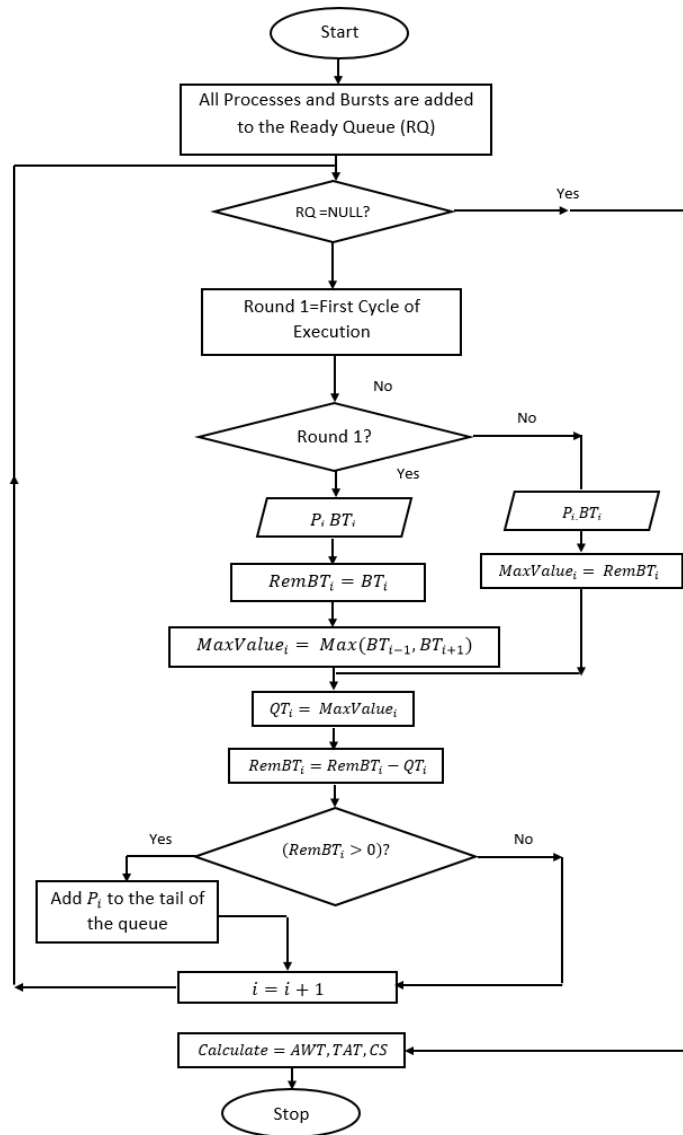 Start
All Processes and Bursts are added
to the Ready Queue (RQ)
RQ =NULL?
Yes
Round 1=First Cycle of
Execution
No
Round 1?
No
Yes
P_i BT_i
P_i, BT_i
RemBT_i = BT_i
MaxValue_i = RemBT_i
MaxValue_i = Max(BT_{i-1}, BT_{i+1})
QT_i = MaxValue_i
RemBT_i = RemBT_i - QT_i
Yes
(RemBT_i > 0)?
No
Add P_i to the tail of
the queue
i = i + 1
Calculate = AWT, TAT, CS
Stop